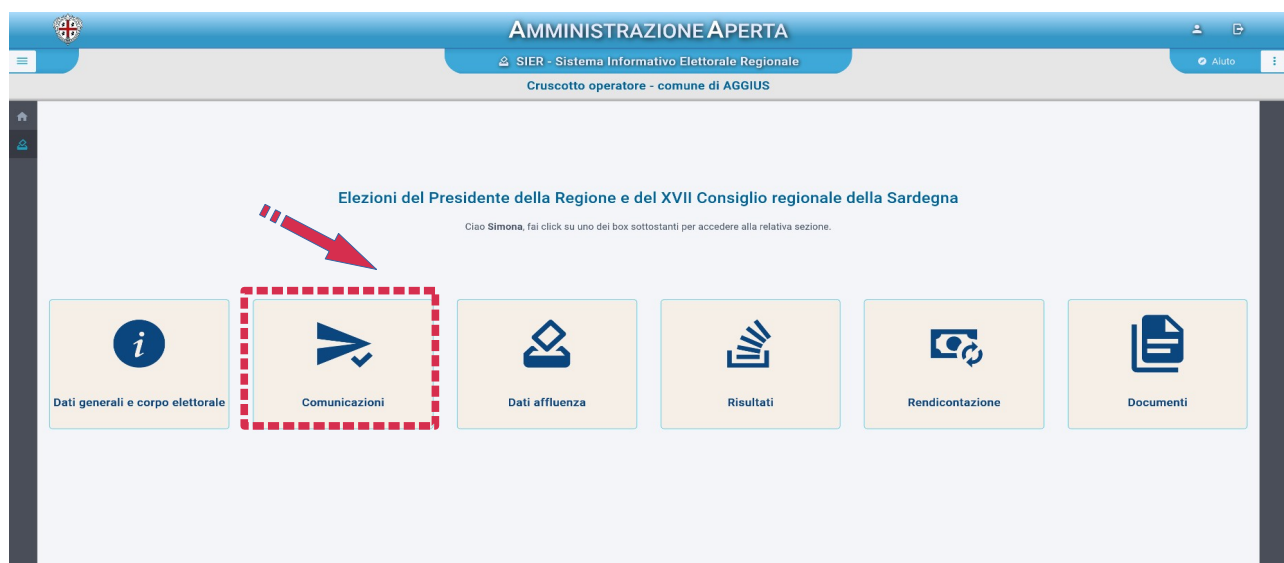 AMMINISTRAZIONE APERTA
SIER - Sistema Informativo Elettorale Regionale
Aiuto
Cruscotto operatore - comune di AGGIUS
Elezioni del Presidente della Regione e del XVII Consiglio regionale della Sardegna
Ciao Simona, fai click su uno dei box sottostanti per accedere alla relativa sezione.
Dati generali e corpo elettorale
Comunicazioni
Dati affluenza
Risultati
Rendicontazione
Documenti